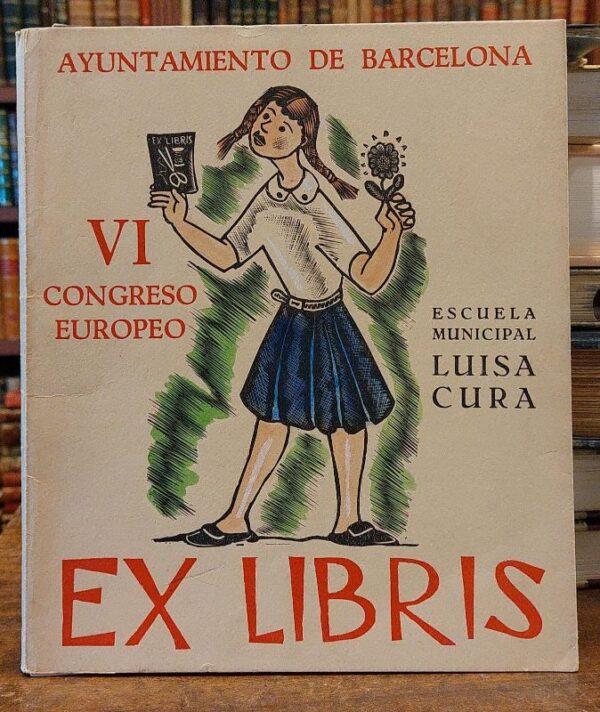 AYUNTAMIENTO DE BARCELONA
EX LIBRIS
VI
CONGRESO
EUROPEO
ESCUELA
MUNICIPAL
LUISA
CURA
EX LIBRIS